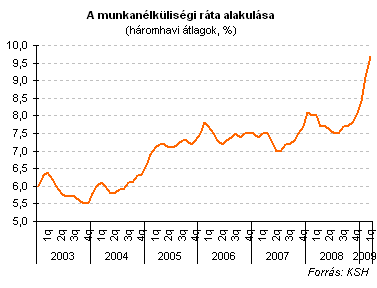 A munkanélküliségi ráta alakulása
(háromhavi átlagok, %)
10,0
9,5
9,0
8,5
8,0
7,5
7,0
6,5
6,0
5,5
5,0
1q 2q 3q 4q 1q 2q 3q 4q 1q 2q 3q 4q 1q 2q 3q 4q 1q 2q 3q 4q 1q 2q 3q 4q 1q
2003 2004 2005 2006 2007 2008 2009
Forrás: KSH